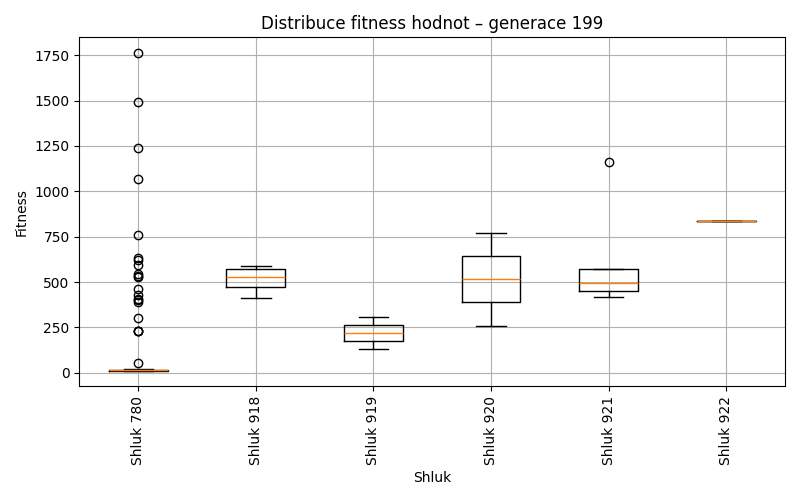 Distribuce fitness hodnot – generace 199
Fitness
1750
1500
1250
1000
750
500
250
0
Shluk 780
Shluk 918
Shluk 919
Shluk 920
Shluk 921
Shluk 922
Shluk